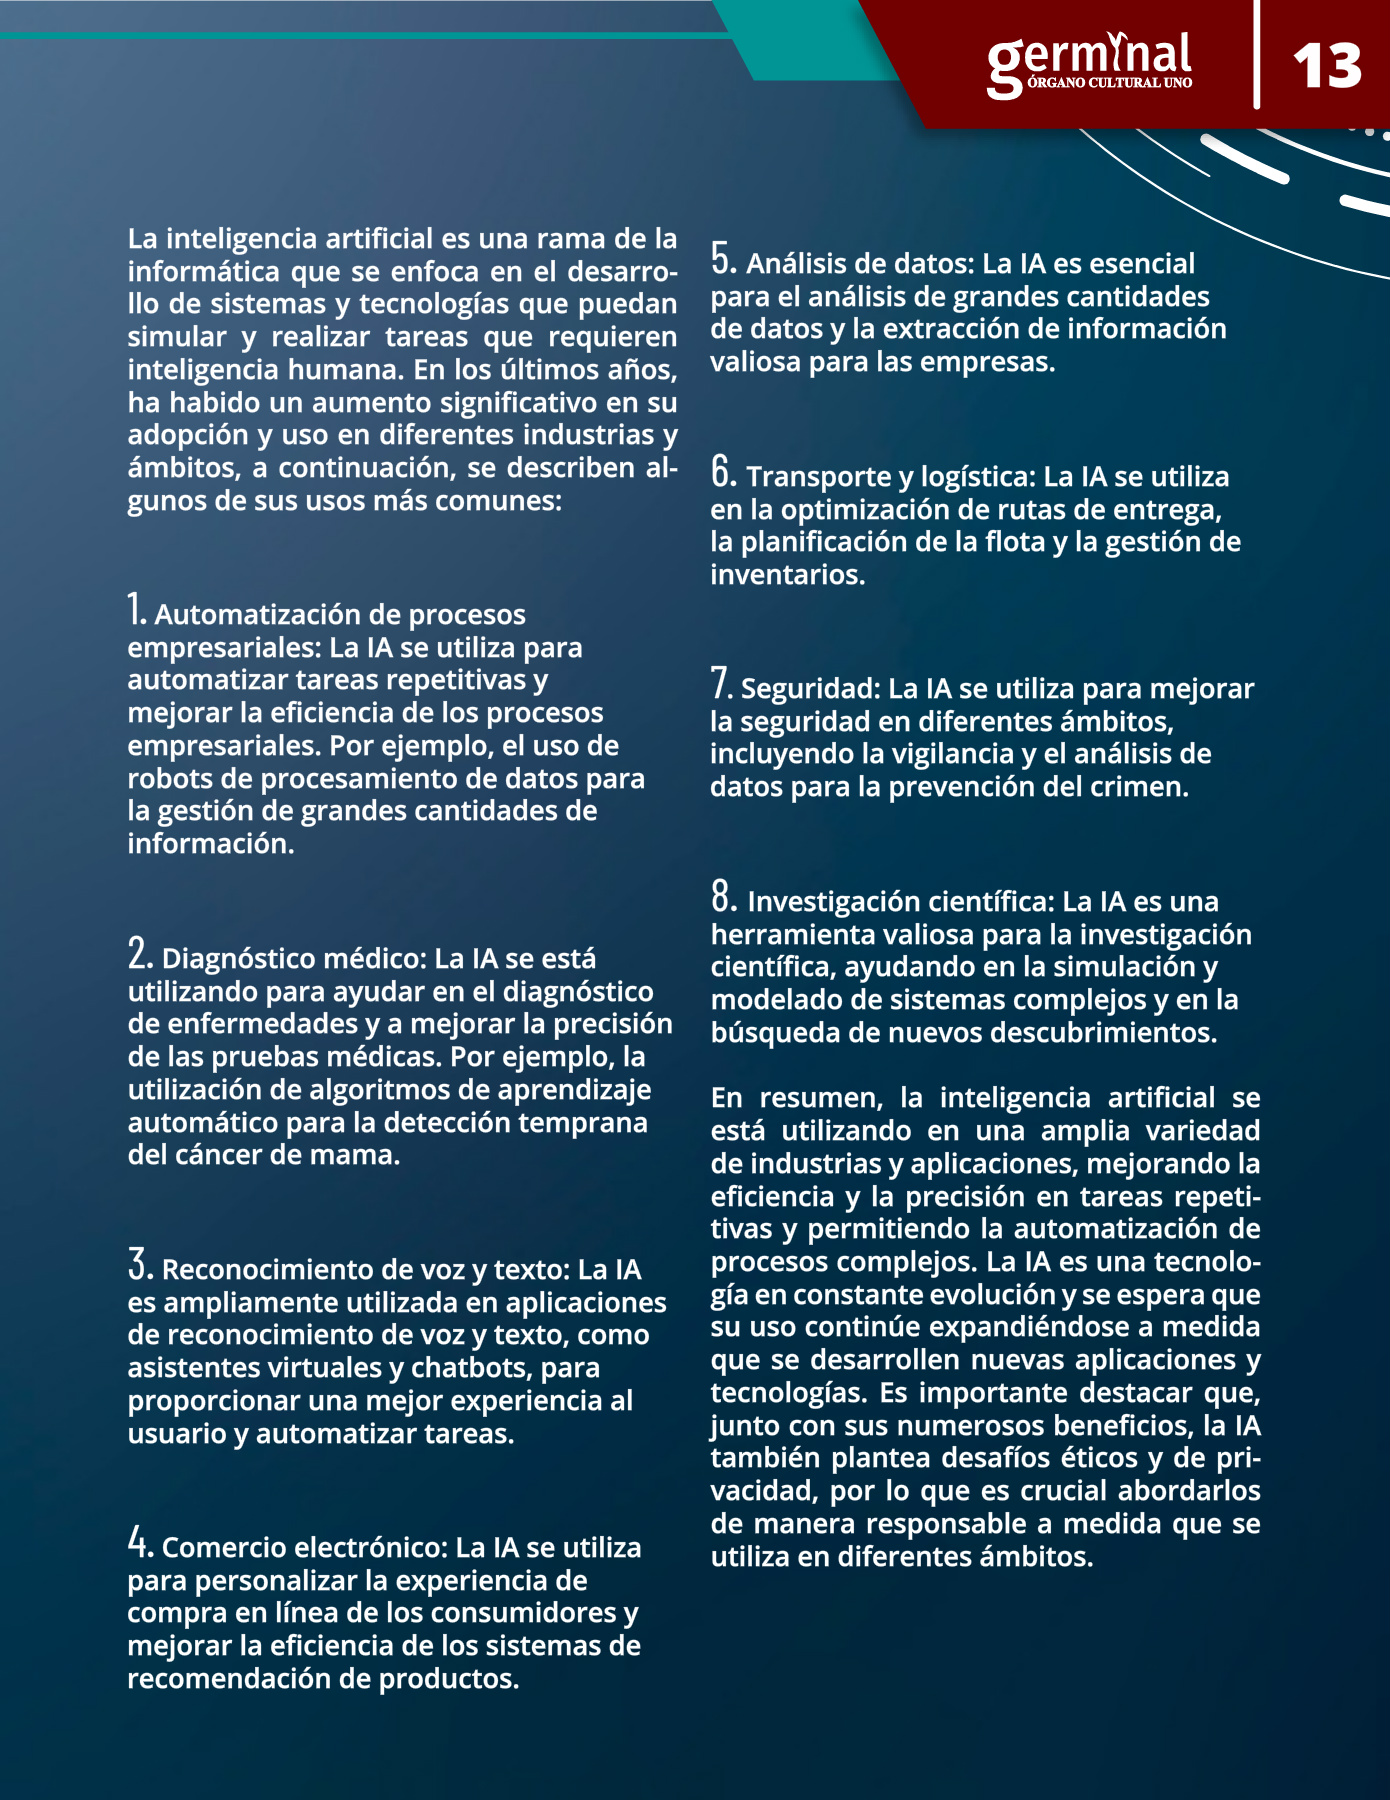 germinal
ÓRGANO CULTURAL UNO
13
La inteligencia artificial es una rama de la
informática que se enfoca en el desarro-
llo de sistemas y tecnologías que puedan
simular y realizar tareas que requieren
inteligencia humana. En los últimos años,
ha habido un aumento significativo en su
adopción y uso en diferentes industrias y
ámbitos, a continuación, se describen al-
gunos de sus usos más comunes:
1. Automatización de procesos
empresariales: La IA se utiliza para
automatizar tareas repetitivas y
mejorar la eficiencia de los procesos
empresariales. Por ejemplo, el uso de
robots de procesamiento de datos para
la gestión de grandes cantidades de
información.
2. Diagnóstico médico: La IA se está
utilizando para ayudar en el diagnóstico
de enfermedades y a mejorar la precisión
de las pruebas médicas. Por ejemplo, la
utilización de algoritmos de aprendizaje
automático para la detección temprana
del cáncer de mama.
3. Reconocimiento de voz y texto: La IA
es ampliamente utilizada en aplicaciones
de reconocimiento de voz y texto, como
asistentes virtuales y chatbots, para
proporcionar una mejor experiencia al
usuario y automatizar tareas.
4. Comercio electrónico: La IA se utiliza
para personalizar la experiencia de
compra en línea de los consumidores y
mejorar la eficiencia de los sistemas de
recomendación de productos.
5. Análisis de datos: La IA es esencial
para el análisis de grandes cantidades
de datos y la extracción de información
valiosa para las empresas.
6. Transporte y logística: La IA se utiliza
en la optimización de rutas de entrega,
la planificación de la flota y la gestión de
inventarios.
7. Seguridad: La IA se utiliza para mejorar
la seguridad en diferentes ámbitos,
incluyendo la vigilancia y el análisis de
datos para la prevención del crimen.
8. Investigación científica: La IA es una
herramienta valiosa para la investigación
científica, ayudando en la simulación y
modelado de sistemas complejos y en la
búsqueda de nuevos descubrimientos.
En resumen, la inteligencia artificial se
está utilizando en una amplia variedad
de industrias y aplicaciones, mejorando la
eficiencia y la precisión en tareas repeti-
tivas y permitiendo la automatización de
procesos complejos. La IA es una tecnolo-
gía en constante evolución y se espera que
su uso continúe expandiéndose a medida
que se desarrollen nuevas aplicaciones y
tecnologías. Es importante destacar que,
junto con sus numerosos beneficios, la IA
también plantea desafíos éticos y de pri-
vacidad, por lo que es crucial abordarlos
de manera responsable a medida que se
utiliza en diferentes ámbitos.